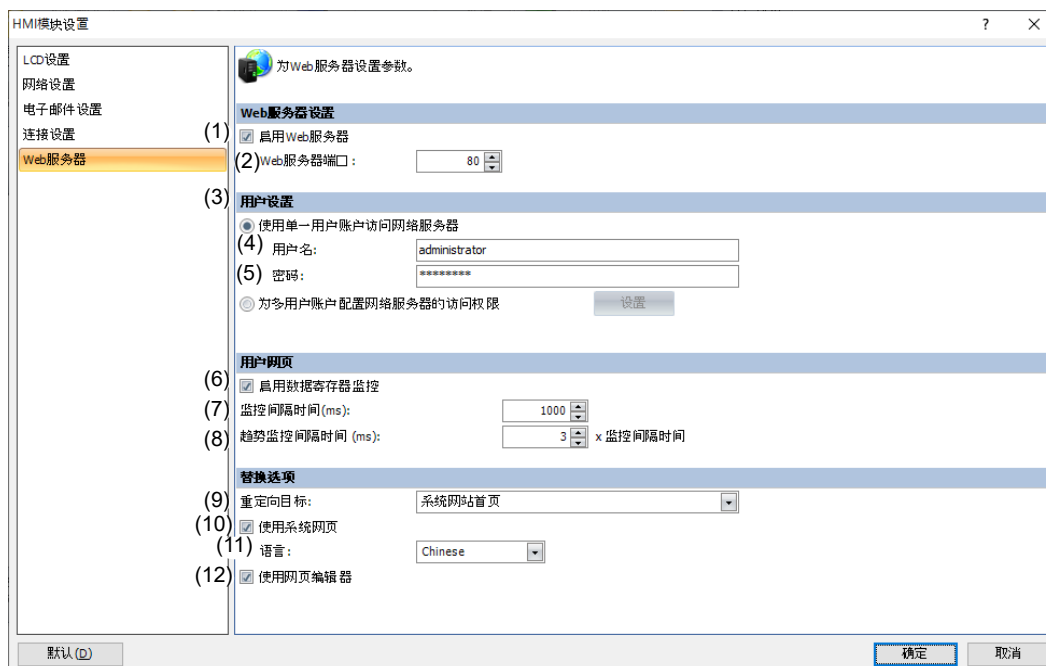 HMI模块设置 ? ×
LCD设置
网络设置
电子邮件设置
连接设置
Web服务器
为Web服务器设置参数。
Web服务器设置
(1) 启用Web服务器
(2) Web服务器端口: 80
(3) 用户设置
使用单一用户账户访问网络服务器
(4) 用户名: administrator
(5) 密码: ********
为多用户账户配置网络服务器的访问权限 设置
用户网页
(6) 启用数据寄存器监控
(7) 监控间隔时间(ms): 1000
(8) 趋势监控间隔时间 (ms): 3 x 监控间隔时间
替换选项
(9) 重定向目标: 系统网站首页
(10) 使用系统网页
(11) 语言: Chinese
(12) 使用网页编辑器
默认(D) 确定 取消